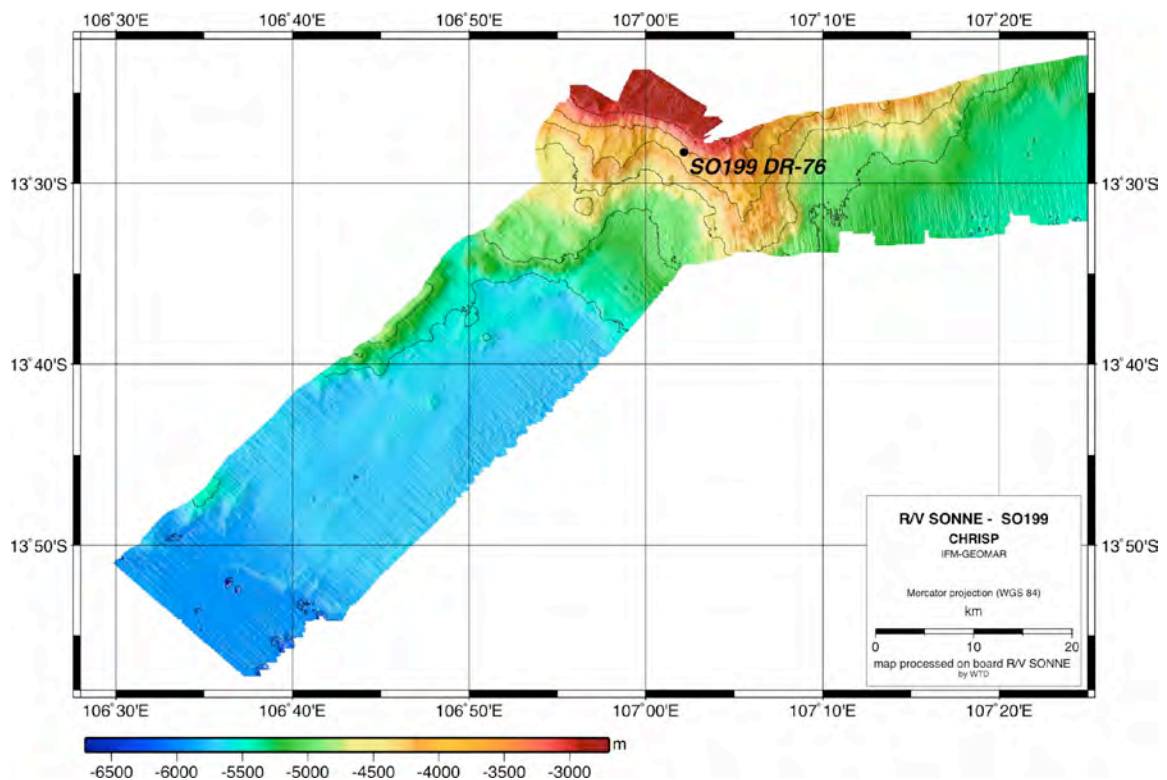 106˚30'E 106˚40'E 106˚50'E 107˚00'E 107˚10'E 107˚20'E
SO199 DR-76
13˚30'S 13˚30'S
13˚40'S 13˚40'S
13˚50'S 13˚50'S
R/V SONNE - SO199
CHRISP
IFM-GEOMAR
Mercator projection (WGS 84)
km
0 10 20
map processed on board R/V SONNE
by WTD
106˚30'E 106˚40'E 106˚50'E 107˚00'E 107˚10'E 107˚20'E
m
-6500 -6000 -5500 -5000 -4500 -4000 -3500 -3000